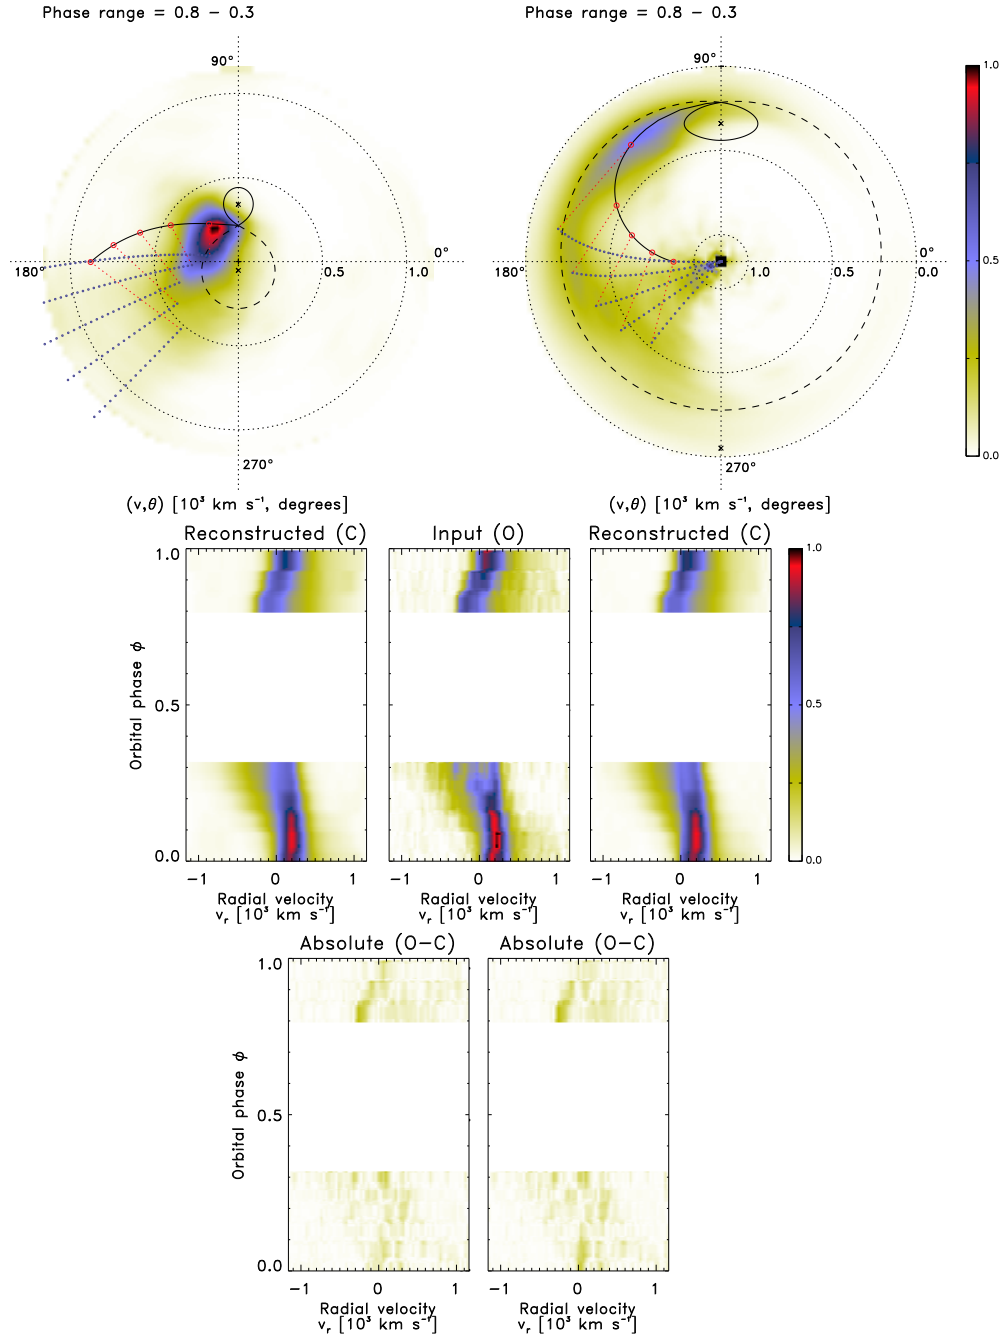 Phase range = 0.8 – 0.3
Phase range = 0.8 – 0.3
90°
90°
1.0
180°
0.5
1.0
0°
180°
1.0
0.5
0.0
0°
0.5
270°
270°
0.0
(v,θ) [10³ km s⁻¹, degrees]
(v,θ) [10³ km s⁻¹, degrees]
Reconstructed (C)
Input (O)
Reconstructed (C)
1.0
0.5
0.0
Orbital phase ϕ
1.0
0.5
0.0
−1 0 1
−1 0 1
−1 0 1
Radial velocity
vᵣ [10³ km s⁻¹]
Radial velocity
vᵣ [10³ km s⁻¹]
Radial velocity
vᵣ [10³ km s⁻¹]
Absolute (O−C)
Absolute (O−C)
1.0
0.5
0.0
Orbital phase ϕ
−1 0 1
−1 0 1
Radial velocity
vᵣ [10³ km s⁻¹]
Radial velocity
vᵣ [10³ km s⁻¹]